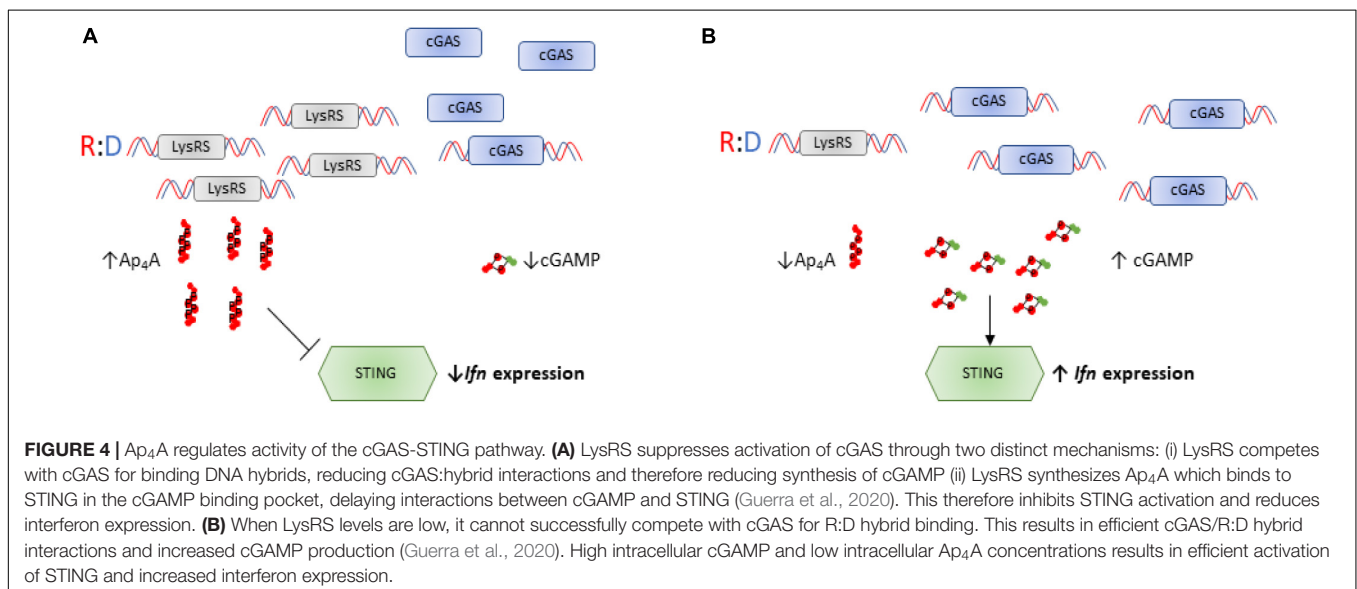 A
B
cGAS
cGAS
cGAS
LysRS
R:D
LysRS
LysRS
LysRS
cGAS
cGAS
cGAS
R:D
LysRS
cGAS
cGAS
↑Ap₄A
↓cGAMP
↓Ap₄A
↑ cGAMP
STING
↓Ifn expression
STING
↑ Ifn expression
FIGURE 4 | Ap₄A regulates activity of the cGAS-STING pathway. (A) LysRS suppresses activation of cGAS through two distinct mechanisms: (i) LysRS competes
with cGAS for binding DNA hybrids, reducing cGAS:hybrid interactions and therefore reducing synthesis of cGAMP (ii) LysRS synthesizes Ap₄A which binds to
STING in the cGAMP binding pocket, delaying interactions between cGAMP and STING (Guerra et al., 2020). This therefore inhibits STING activation and reduces
interferon expression. (B) When LysRS levels are low, it cannot successfully compete with cGAS for R:D hybrid binding. This results in efficient cGAS/R:D hybrid
interactions and increased cGAMP production (Guerra et al., 2020). High intracellular cGAMP and low intracellular Ap₄A concentrations results in efficient activation
of STING and increased interferon expression.